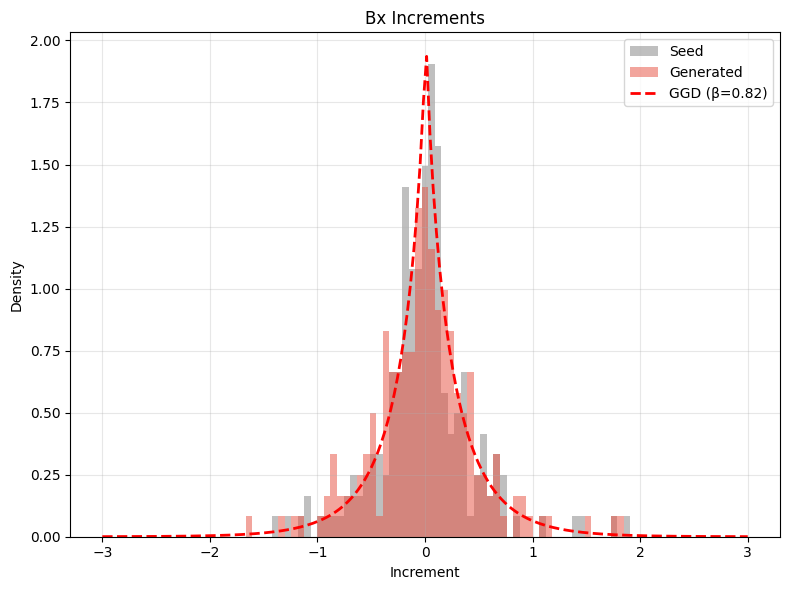 Bx Increments
Seed
Generated
GGD (β=0.82)
Density
2.00
1.75
1.50
1.25
1.00
0.75
0.50
0.25
0.00
−3
−2
−1
0
1
2
3
Increment